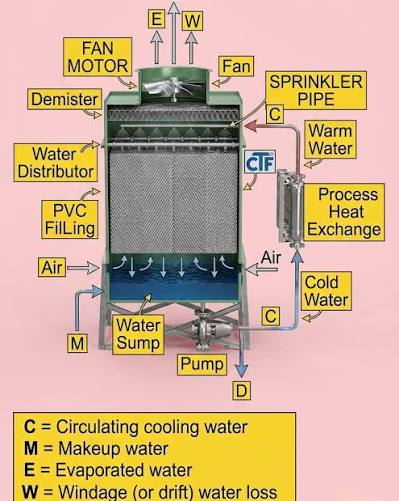 E
W
FAN
MOTOR
Fan
Demister
SPRINKLER
PIPE
C
Warm
Water
Water
Distributor
CTF
PVC
FilLing
Process
Heat
Exchange
Air
Air
Cold
Water
C
M
Water
Sump
Pump
D
C = Circulating cooling water
M = Makeup water
E = Evaporated water
W = Windage (or drift) water loss